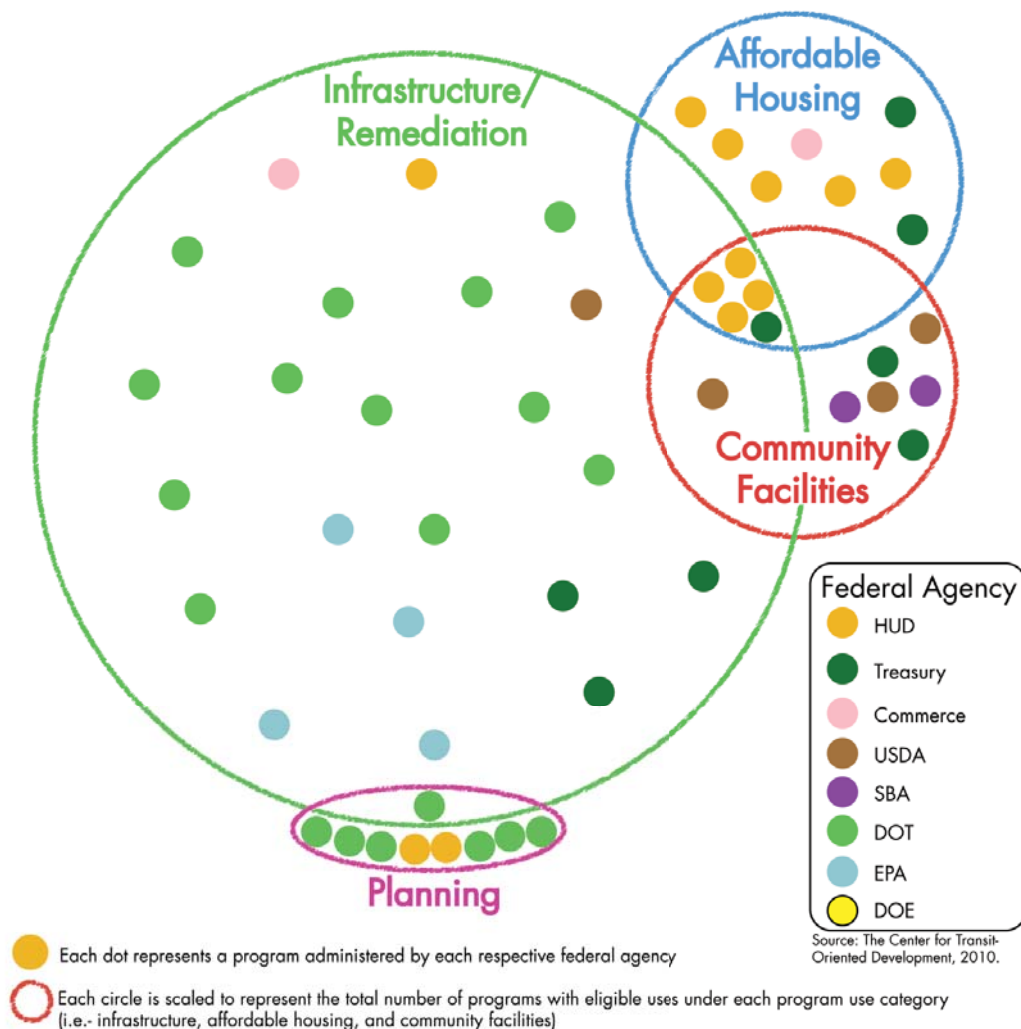 Infrastructure/
Remediation
Affordable
Housing
Community
Facilities
Planning
Federal Agency
HUD
Treasury
Commerce
USDA
SBA
DOT
EPA
DOE
Source: The Center for Transit-
Oriented Development, 2010.
Each dot represents a program administered by each respective federal agency
Each circle is scaled to represent the total number of programs with eligible uses under each program use category
(i.e.- infrastructure, affordable housing, and community facilities)